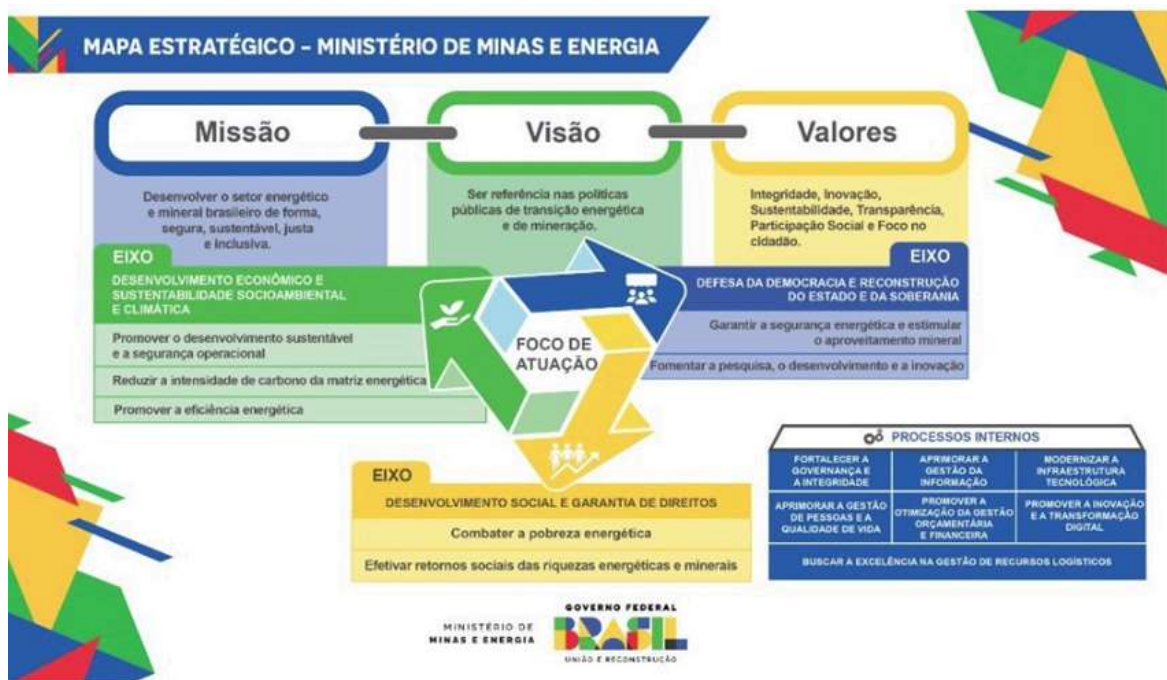 MAPA ESTRATÉGICO – MINISTÉRIO DE MINAS E ENERGIA
Missão
Desenvolver o setor energético
e mineral brasileiro de forma,
segura, sustentável, justa
e inclusiva.
Visão
Ser referência nas políticas
públicas de transição energética
e de mineração.
Valores
Integridade, Inovação,
Sustentabilidade, Transparência,
Participação Social e Foco no
cidadão.
EIXO
DESENVOLVIMENTO ECONÔMICO E
SUSTENTABILIDADE SOCIOAMBIENTAL
E CLIMÁTICA
Promover o desenvolvimento sustentável
e a segurança operacional
Reduzir a intensidade de carbono da matriz energética
Promover a eficiência energética
FOCO DE
ATUAÇÃO
EIXO
DEFESA DA DEMOCRACIA E RECONSTRUÇÃO
DO ESTADO E DA SOBERANIA
Garantir a segurança energética e estimular
o aproveitamento mineral
Fomentar a pesquisa, o desenvolvimento e a inovação
EIXO
DESENVOLVIMENTO SOCIAL E GARANTIA DE DIREITOS
Combater a pobreza energética
Efetivar retornos sociais das riquezas energéticas e minerais
PROCESSOS INTERNOS
FORTALECER A
GOVERNANÇA E
A INTEGRIDADE
APRIMORAR A
GESTÃO DA
INFORMAÇÃO
MODERNIZAR A
INFRAESTRUTURA
TECNOLÓGICA
APRIMORAR A GESTÃO
DE PESSOAS E A
QUALIDADE DE VIDA
PROMOVER A
OTIMIZAÇÃO DA GESTÃO
ORÇAMENTÁRIA
E FINANCEIRA
PROMOVER A INOVAÇÃO
E A TRANSFORMAÇÃO
DIGITAL
BUSCAR A EXCELÊNCIA NA GESTÃO DE RECURSOS LOGÍSTICOS
MINISTÉRIO DE
MINAS E ENERGIA
GOVERNO FEDERAL
BRASIL
UNIÃO E RECONSTRUÇÃO